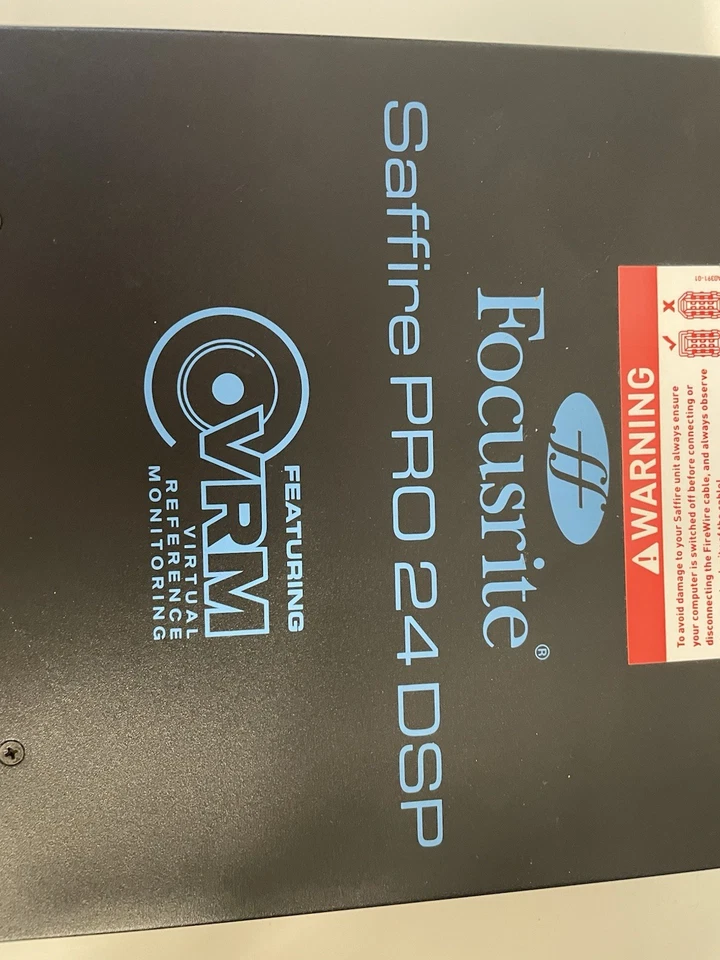 Focusrite®
Saffire PRO 24 DSP
FEATURING
VRM
VIRTUAL
REFERENCE
MONITORING
WARNING
To avoid damage to your Saffire unit always ensure
your computer is switched off before connecting or
disconnecting the FireWire cable, and always observe